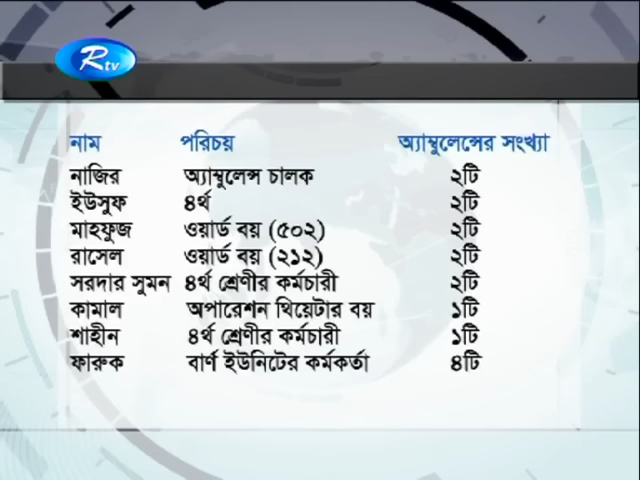 Rtv
নাম পরিচয় অ্যাম্বুলেন্সের সংখ্যা
নাজির অ্যাম্বুলেন্স চালক ২টি
ইউসুফ ৪র্থ ২টি
মাহফুজ ওয়ার্ড বয় (৫০২) ২টি
রাসেল ওয়ার্ড বয় (২১২) ২টি
সরদার সুমন ৪র্থ শ্রেণীর কর্মচারী ২টি
কামাল অপারেশন থিয়েটার বয় ১টি
শাহীন ৪র্থ শ্রেণীর কর্মচারী ১টি
ফারুক বার্ণ ইউনিটের কর্মকর্তা ৪টি